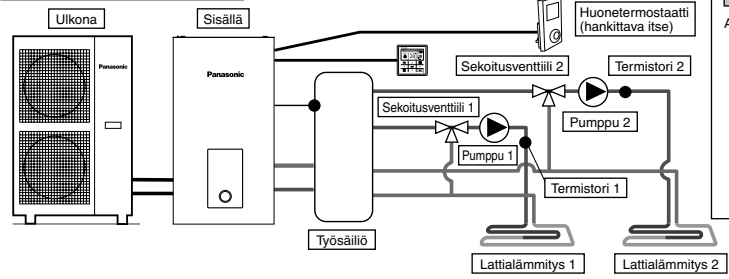 Ulkona
Sisällä
Huonetermostaatti
(hankittava itse)
A
Panasonic
Panasonic
Sekoitusventtiili 2
Termistori 2
Sekoitusventtiili 1
Pumppu 2
Pumppu 1
Termistori 1
Työsäiliö
Lattialämmitys 1
Lattialämmitys 2